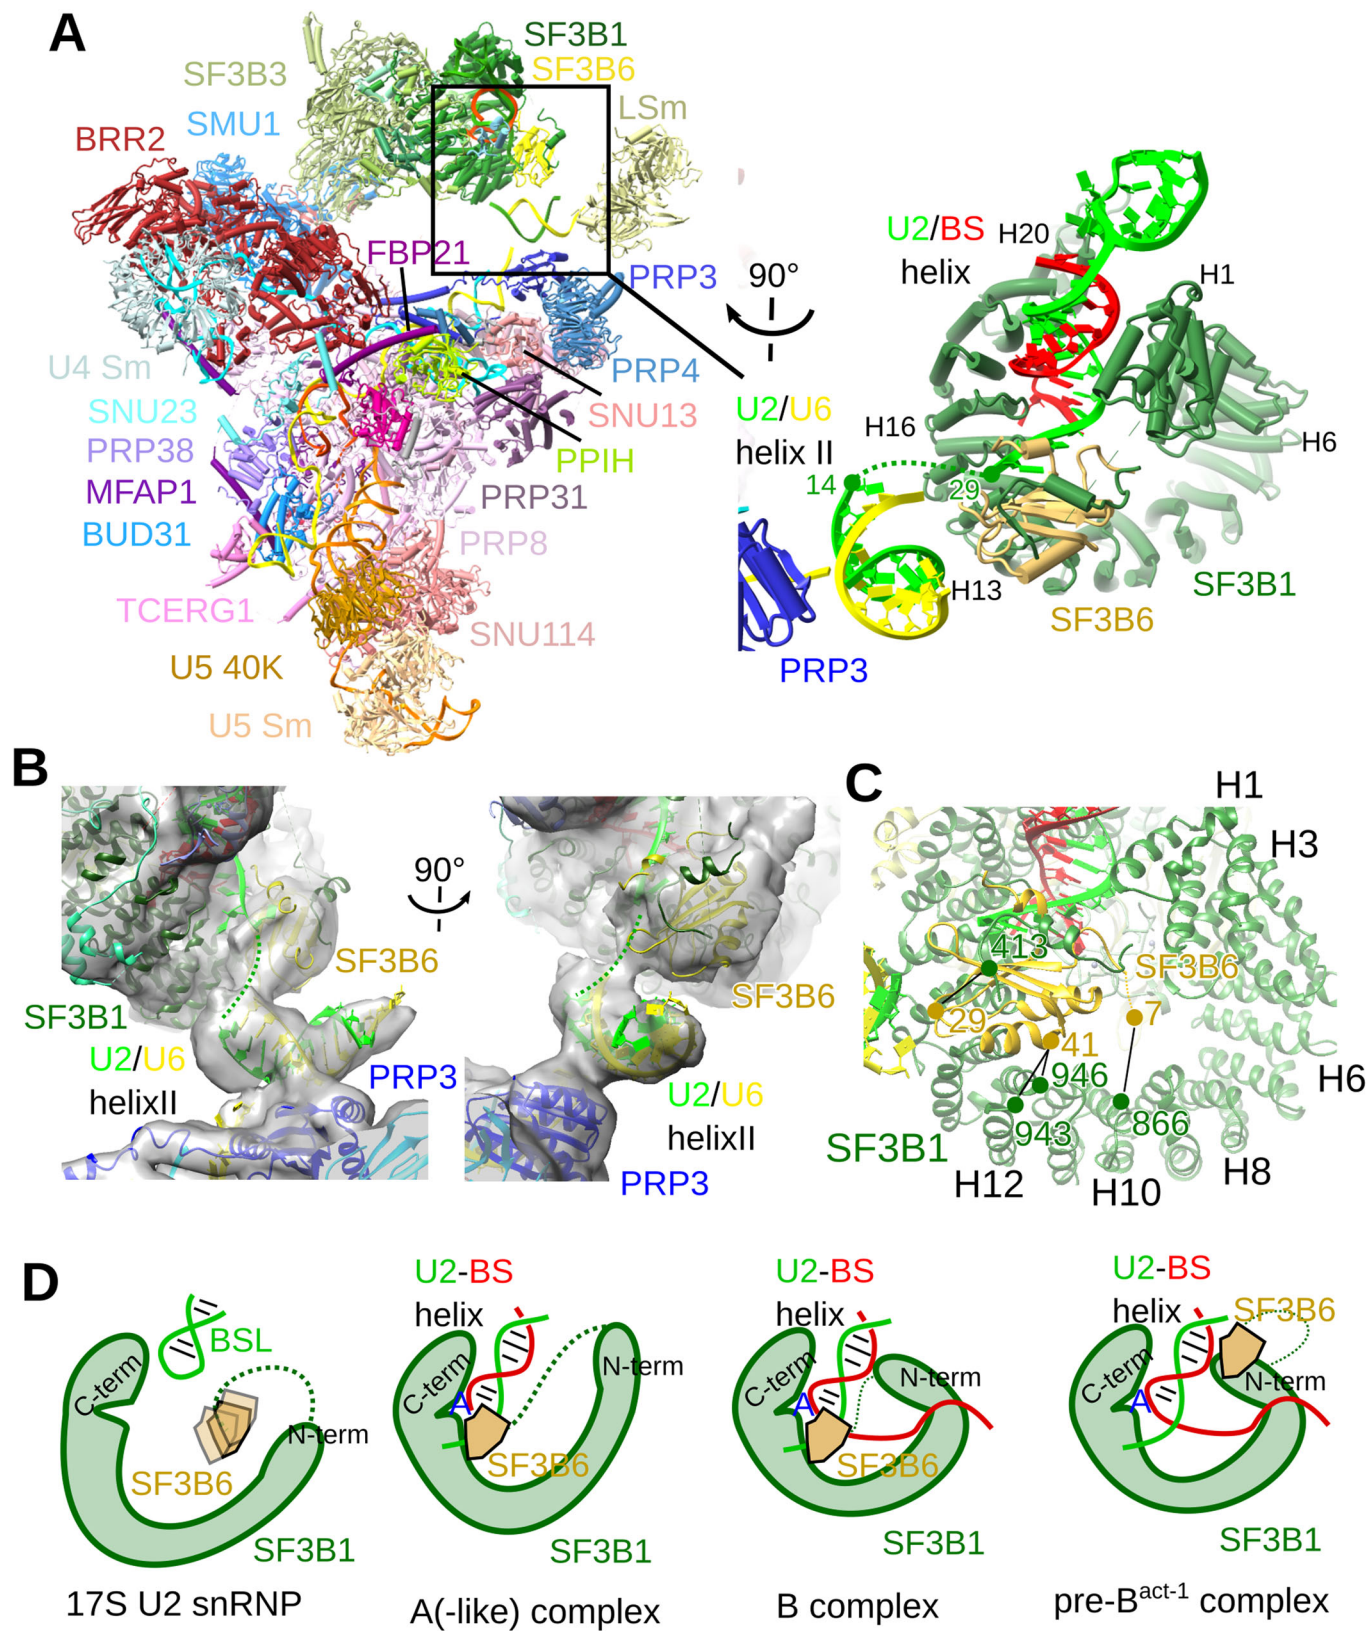 A
SF3B1
SF3B6
SF3B3
LSm
SMU1
BRR2
FBP21
PRP3
U4 Sm
PRP4
SNU23
SNU13
PRP38
PPIH
MFAP1
PRP31
BUD31
PRP8
TCERG1
SNU114
U5 40K
U5 Sm
90°
U2/BS
helix
H20
H1
U2/U6
helix II
H16
H6
14
29
H13
SF3B1
SF3B6
PRP3
B
90°
SF3B6
SF3B1
U2/U6
helixII
PRP3
SF3B6
U2/U6
helixII
PRP3
C
H1
H3
413
SF3B6
29
7
41
946
H6
943
866
SF3B1
H12
H10
H8
D
BSL
C-term
N-term
SF3B6
SF3B1
17S U2 snRNP
U2-BS
helix
C-term
N-term
A
SF3B6
SF3B1
A(-like) complex
U2-BS
helix
C-term
N-term
A
SF3B6
SF3B1
B complex
U2-BS
helix
SF3B6
C-term
N-term
A
SF3B1
pre-B^act-1 complex